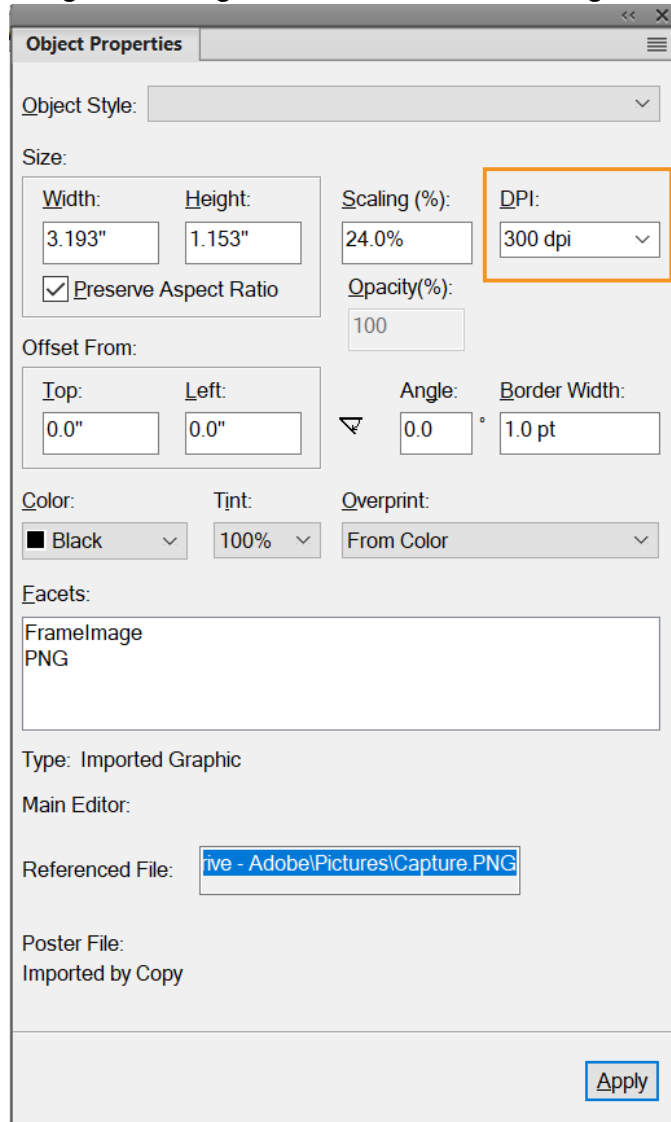 Object Properties
Object Style:
Size:
Width: Height: Scaling (%): DPI:
3.193" 1.153" 24.0% 300 dpi
Preserve Aspect Ratio Opacity(%):
100
Offset From:
Top: Left: Angle: Border Width:
0.0" 0.0" 0.0 ° 1.0 pt
Color: Tint: Overprint:
Black 100% From Color
Facets:
FrameImage
PNG
Type: Imported Graphic
Main Editor:
Referenced File: rive - Adobe\Pictures\Capture.PNG
Poster File:
Imported by Copy
Apply